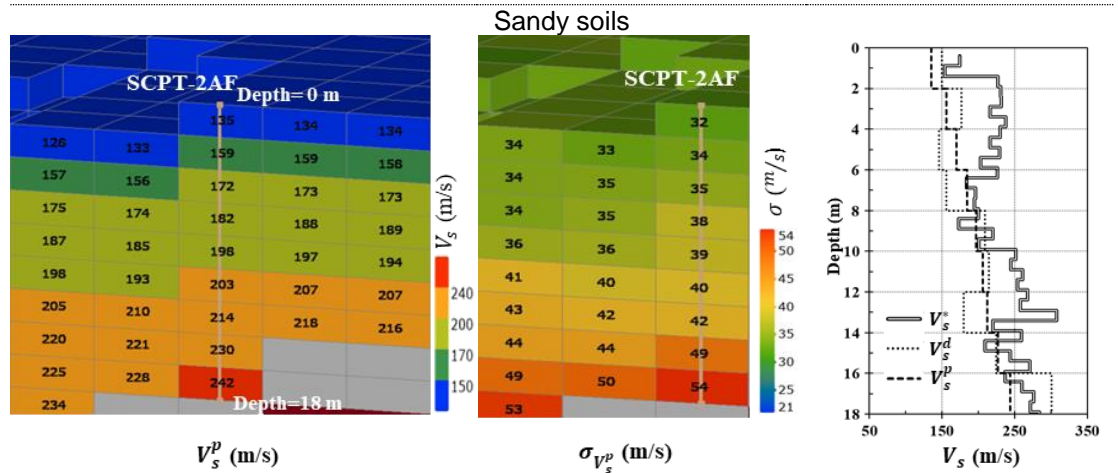 Sandy soils
SCPT-2AF
Depth= 0 m
135 134 134
126 133 159 159 158
157 156 172 173 173
175 174 182 188 189
187 185 198 197 194
198 193 203 207 207
205 210 214 218 216
220 221 230
225 228 242
234
Depth=18 m
V_s (m/s)
240
200
170
150
V_s^p (m/s)
SCPT-2AF
32
34 33 34
34 35 35
34 35 38
36 36 39
41 40 40
43 42 42
44 44 49
49 50 54
53
σ (m/s)
54
50
45
40
35
30
25
21
σ_{V_s^p} (m/s)
Depth (m)
0
2
4
6
8
10
12
14
16
18
V_s^*
V_s^d
V_s^p
50 150 250 350
V_s (m/s)